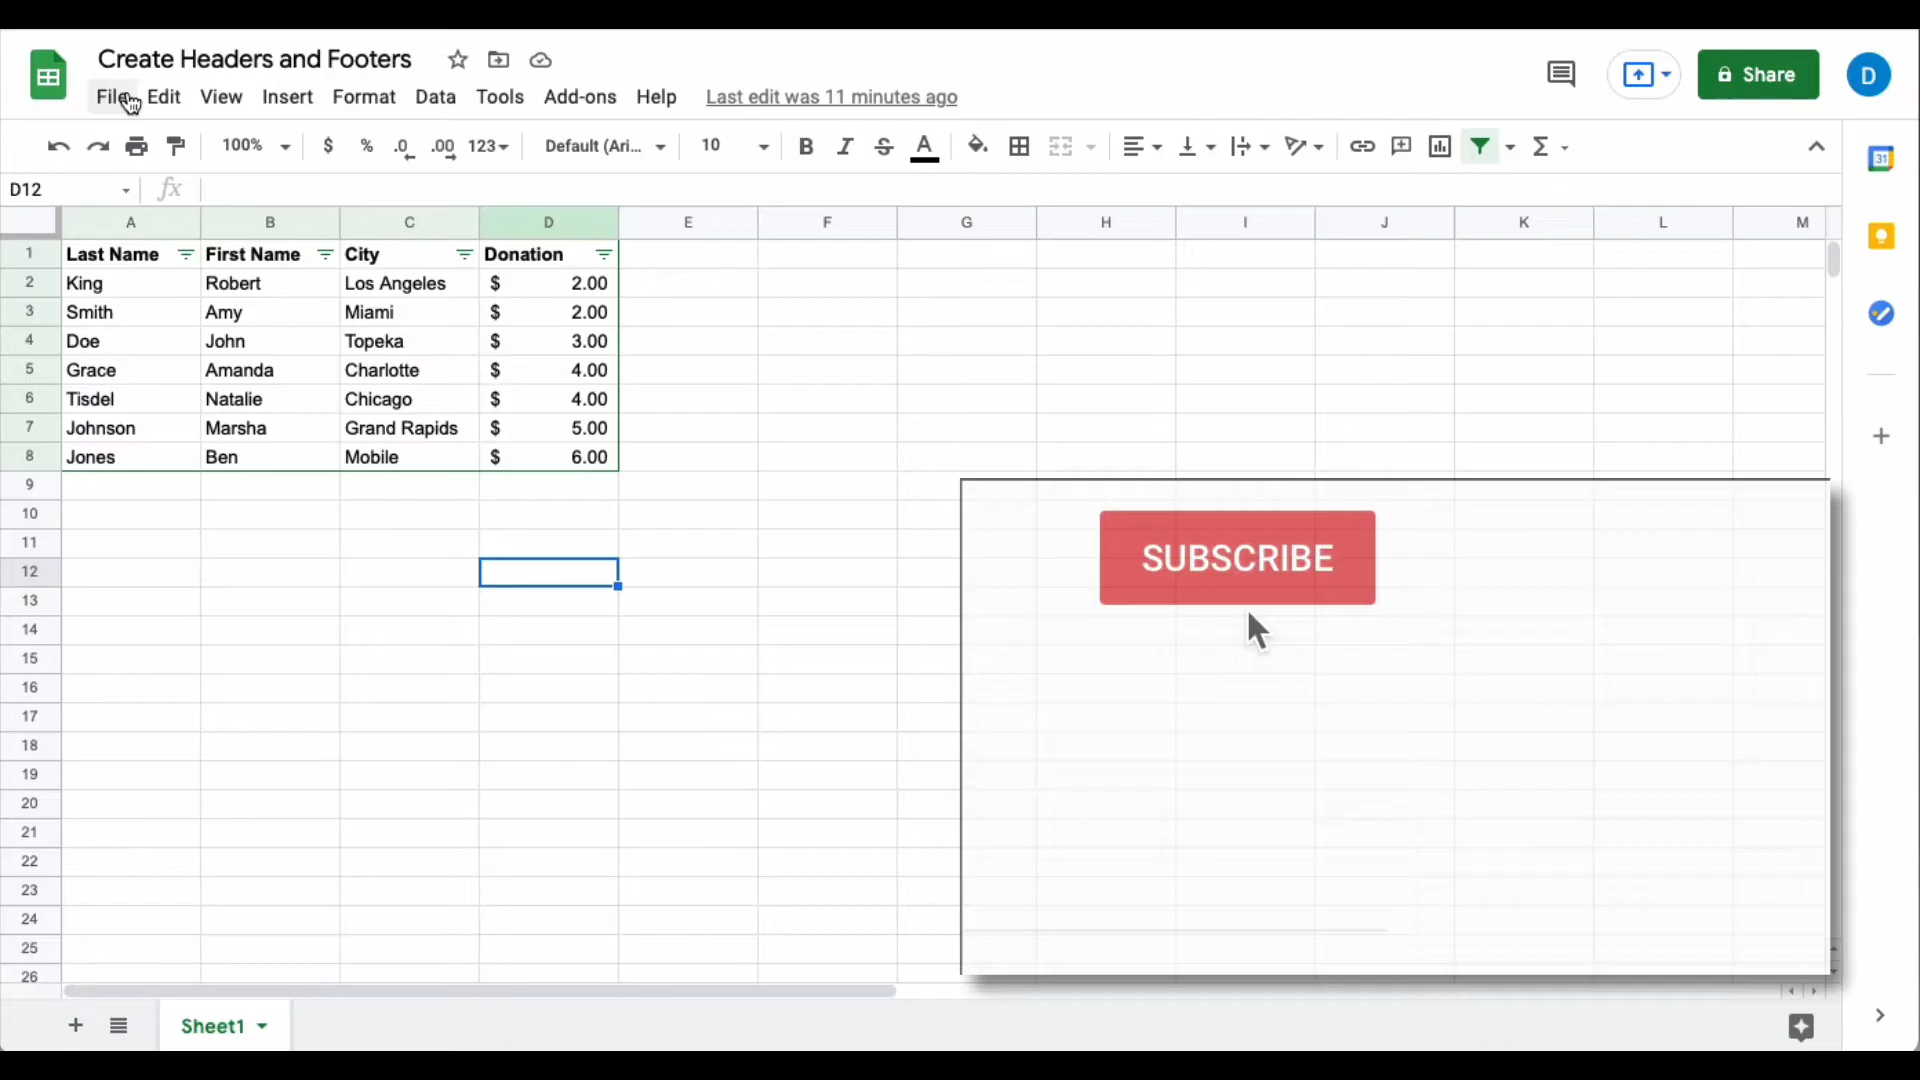 Create Headers and Footers
File Edit View Insert Format Data Tools Add-ons Help Last edit was 11 minutes ago
Share
D
100% $ % .0 .00 123 Default (Ari... 10 B I S A Σ
31
D12 fx
A B C D E F G H I J K L M
1 Last Name First Name City Donation
2 King Robert Los Angeles $ 2.00
3 Smith Amy Miami $ 2.00
4 Doe John Topeka $ 3.00
5 Grace Amanda Charlotte $ 4.00
6 Tisdel Natalie Chicago $ 4.00
7 Johnson Marsha Grand Rapids $ 5.00
8 Jones Ben Mobile $ 6.00
9
10
11
12
13
14
15
16
17
18
19
20
21
22
23
24
25
26
SUBSCRIBE
Sheet1